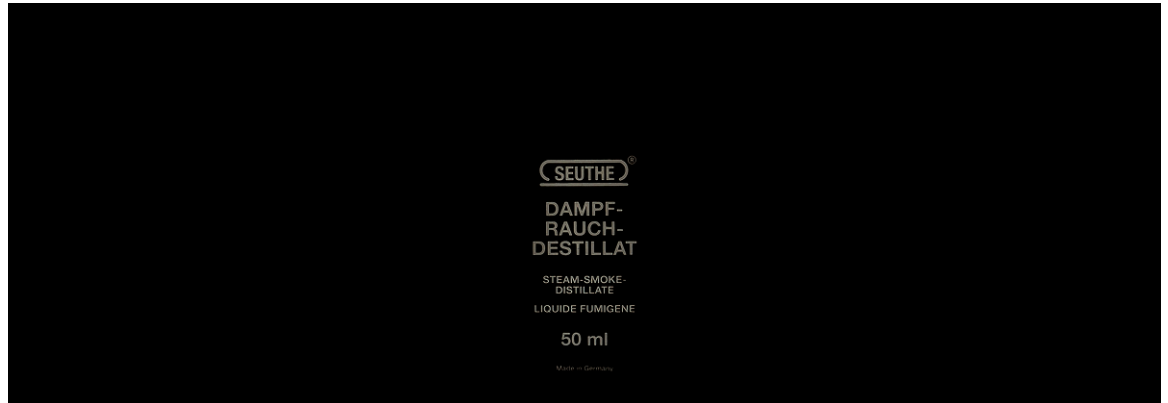 SEUTHE®
DAMPF-
RAUCH-
DESTILLAT
STEAM-SMOKE-
DISTILLATE
LIQUIDE FUMIGENE
50 ml
Made in Germany